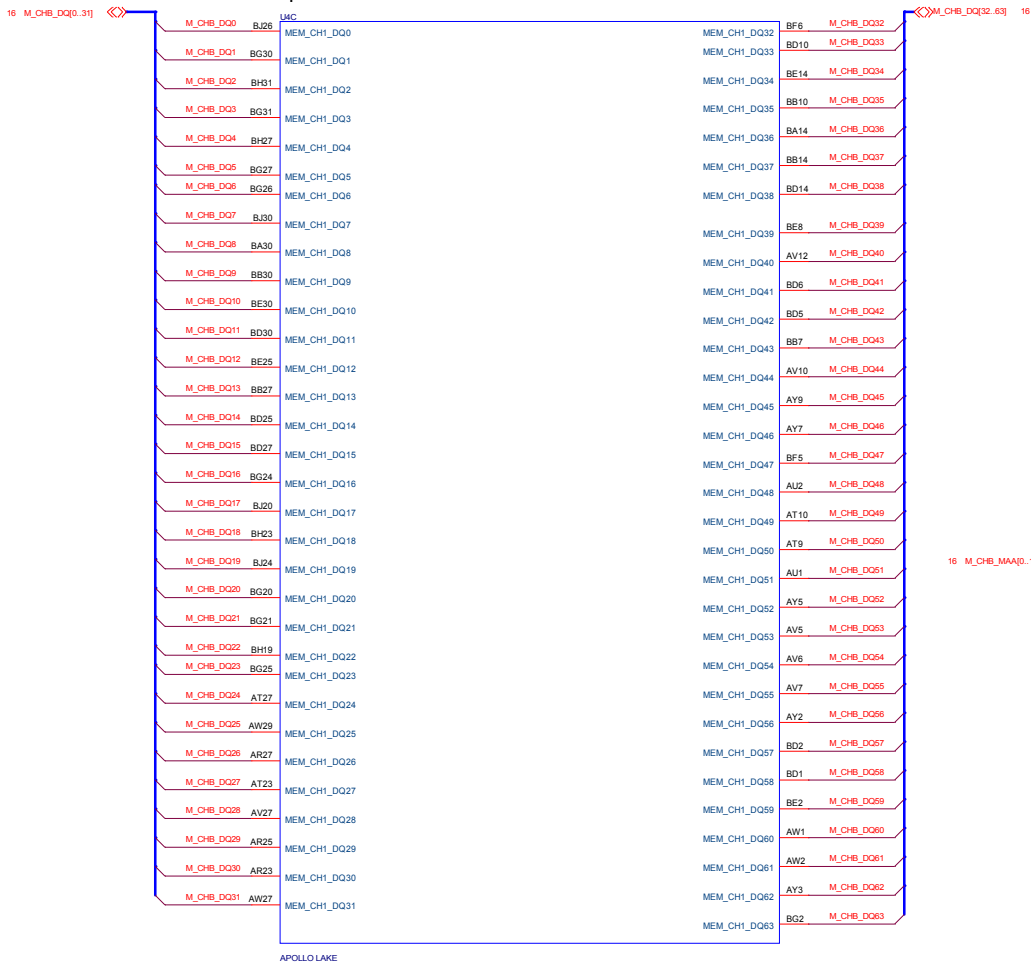 16 M_CHB_DQ[0..31]
M_CHB_DQ[32..63] 16
U4C
M_CHB_DQ0 BJ26 MEM_CH1_DQ0
M_CHB_DQ1 BG30 MEM_CH1_DQ1
M_CHB_DQ2 BH31 MEM_CH1_DQ2
M_CHB_DQ3 BG31 MEM_CH1_DQ3
M_CHB_DQ4 BH27 MEM_CH1_DQ4
M_CHB_DQ5 BG27 MEM_CH1_DQ5
M_CHB_DQ6 BG26 MEM_CH1_DQ6
M_CHB_DQ7 BJ30 MEM_CH1_DQ7
M_CHB_DQ8 BA30 MEM_CH1_DQ8
M_CHB_DQ9 BB30 MEM_CH1_DQ9
M_CHB_DQ10 BE30 MEM_CH1_DQ10
M_CHB_DQ11 BD30 MEM_CH1_DQ11
M_CHB_DQ12 BE25 MEM_CH1_DQ12
M_CHB_DQ13 BB27 MEM_CH1_DQ13
M_CHB_DQ14 BD25 MEM_CH1_DQ14
M_CHB_DQ15 BD27 MEM_CH1_DQ15
M_CHB_DQ16 BG24 MEM_CH1_DQ16
M_CHB_DQ17 BJ20 MEM_CH1_DQ17
M_CHB_DQ18 BH23 MEM_CH1_DQ18
M_CHB_DQ19 BJ24 MEM_CH1_DQ19
M_CHB_DQ20 BG20 MEM_CH1_DQ20
M_CHB_DQ21 BG21 MEM_CH1_DQ21
M_CHB_DQ22 BH19 MEM_CH1_DQ22
M_CHB_DQ23 BG25 MEM_CH1_DQ23
M_CHB_DQ24 AT27 MEM_CH1_DQ24
M_CHB_DQ25 AW29 MEM_CH1_DQ25
M_CHB_DQ26 AR27 MEM_CH1_DQ26
M_CHB_DQ27 AT23 MEM_CH1_DQ27
M_CHB_DQ28 AV27 MEM_CH1_DQ28
M_CHB_DQ29 AR25 MEM_CH1_DQ29
M_CHB_DQ30 AR23 MEM_CH1_DQ30
M_CHB_DQ31 AW27 MEM_CH1_DQ31
MEM_CH1_DQ32 BF6 M_CHB_DQ32
MEM_CH1_DQ33 BD10 M_CHB_DQ33
MEM_CH1_DQ34 BE14 M_CHB_DQ34
MEM_CH1_DQ35 BB10 M_CHB_DQ35
MEM_CH1_DQ36 BA14 M_CHB_DQ36
MEM_CH1_DQ37 BB14 M_CHB_DQ37
MEM_CH1_DQ38 BD14 M_CHB_DQ38
MEM_CH1_DQ39 BE8 M_CHB_DQ39
MEM_CH1_DQ40 AV12 M_CHB_DQ40
MEM_CH1_DQ41 BD6 M_CHB_DQ41
MEM_CH1_DQ42 BD5 M_CHB_DQ42
MEM_CH1_DQ43 BB7 M_CHB_DQ43
MEM_CH1_DQ44 AV10 M_CHB_DQ44
MEM_CH1_DQ45 AY9 M_CHB_DQ45
MEM_CH1_DQ46 AY7 M_CHB_DQ46
MEM_CH1_DQ47 BF5 M_CHB_DQ47
MEM_CH1_DQ48 AU2 M_CHB_DQ48
MEM_CH1_DQ49 AT10 M_CHB_DQ49
MEM_CH1_DQ50 AT9 M_CHB_DQ50
MEM_CH1_DQ51 AU1 M_CHB_DQ51
MEM_CH1_DQ52 AY5 M_CHB_DQ52
MEM_CH1_DQ53 AV5 M_CHB_DQ53
MEM_CH1_DQ54 AV6 M_CHB_DQ54
MEM_CH1_DQ55 AV7 M_CHB_DQ55
MEM_CH1_DQ56 AY2 M_CHB_DQ56
MEM_CH1_DQ57 BD2 M_CHB_DQ57
MEM_CH1_DQ58 BD1 M_CHB_DQ58
MEM_CH1_DQ59 BE2 M_CHB_DQ59
MEM_CH1_DQ60 AW1 M_CHB_DQ60
MEM_CH1_DQ61 AW2 M_CHB_DQ61
MEM_CH1_DQ62 AY3 M_CHB_DQ62
MEM_CH1_DQ63 BG2 M_CHB_DQ63
16 M_CHB_MAA[0..
APOLLO LAKE